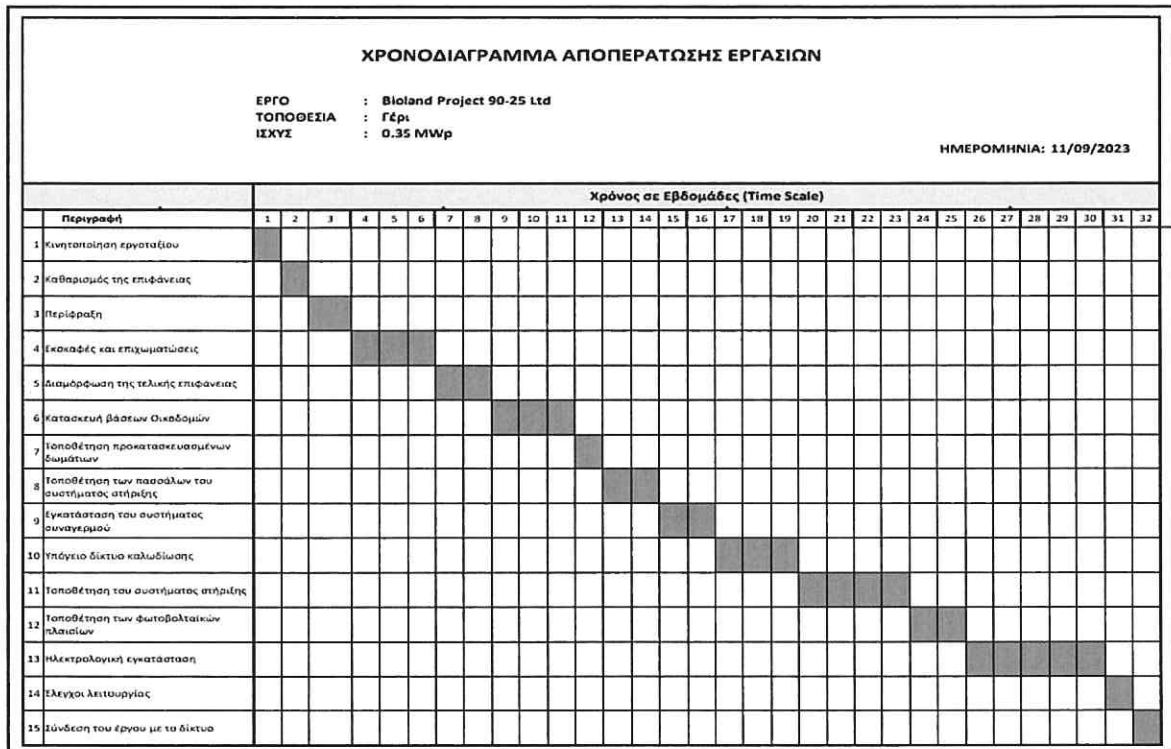 ΧΡΟΝΟΔΙΑΓΡΑΜΜΑ ΑΠΟΠΕΡΑΤΩΣΗΣ ΕΡΓΑΣΙΩΝ
ΕΡΓΟ : Bioland Project 90-25 Ltd
ΤΟΠΟΘΕΣΙΑ : Γέρι
ΙΣΧΥΣ : 0.35 MWp
ΗΜΕΡΟΜΗΝΙΑ: 11/09/2023
Χρόνος σε Εβδομάδες (Time Scale)
Περιγραφή 1 2 3 4 5 6 7 8 9 10 11 12 13 14 15 16 17 18 19 20 21 22 23 24 25 26 27 28 29 30 31 32
1 Κινητοποίηση εργοταξίου
2 Καθαρισμός της επιφάνειας
3 Περίφραξη
4 Εκσκαφές και επιχωματώσεις
5 Διαμόρφωση της τελικής επιφάνειας
6 Κατασκευή βάσεων Οικοδομών
7 Τοποθέτηση προκατασκευασμένων
δωμάτιων
8 Τοποθέτηση των πασσάλων του
συστήματος στήριξης
9 Εγκατάσταση του συστήματος
συναγερμού
10 Υπόγειο δίκτυο καλωδίωσης
11 Τοποθέτηση του συστήματος στήριξης
12 Τοποθέτηση των φωτοβολταϊκών
πλαισίων
13 Ηλεκτρολογική εγκατάσταση
14 Έλεγχοι λειτουργίας
15 Σύνδεση του έργου με το δίκτυο